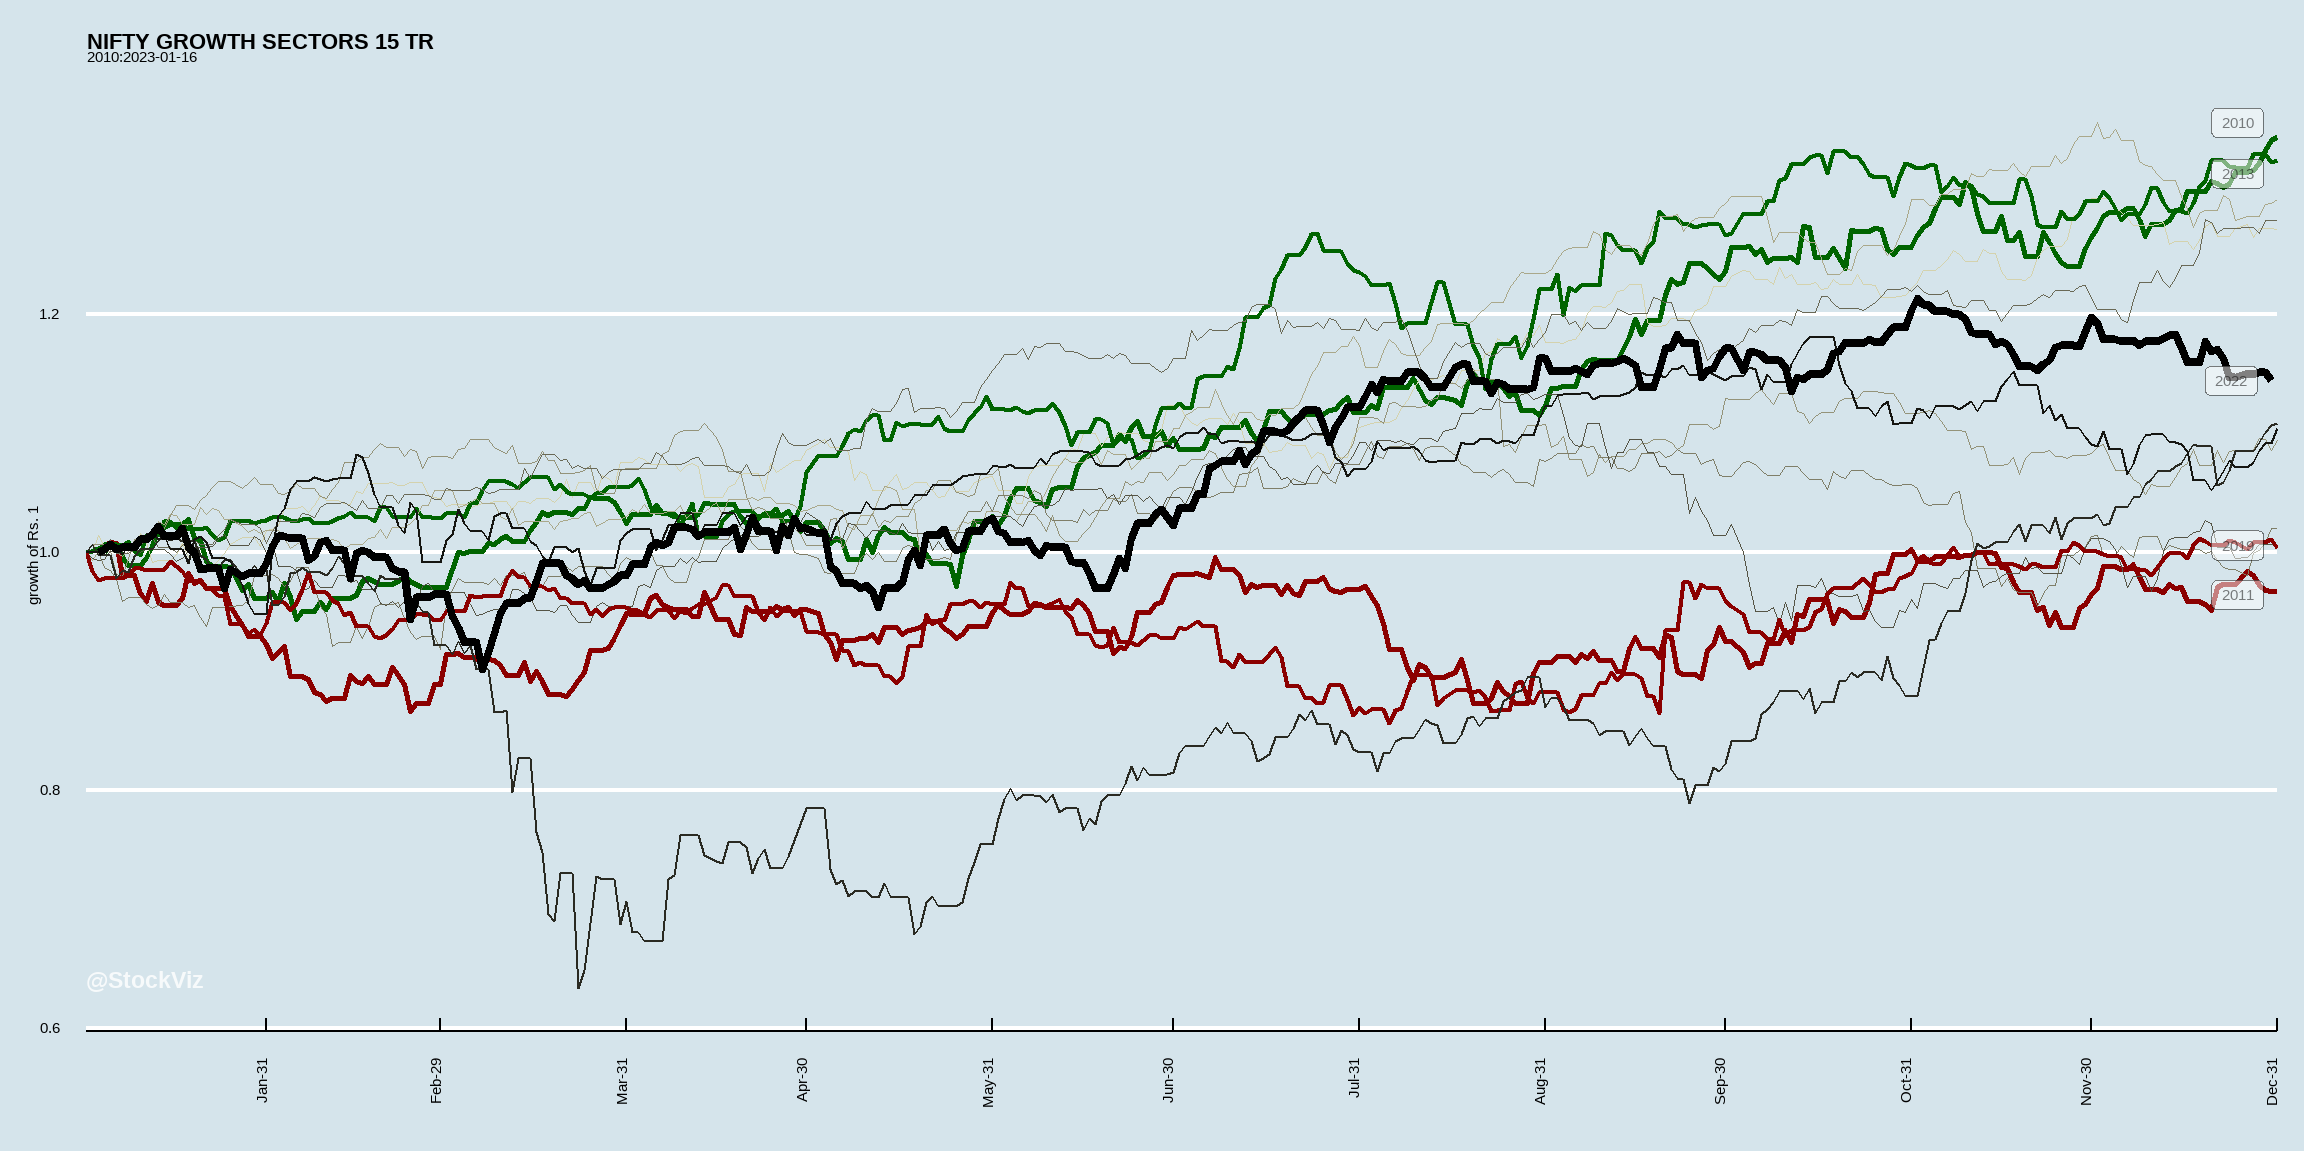 NIFTY GROWTH SECTORS 15 TR
2010:2023-01-16
2010
2013
1.2
2022
growth of Rs. 1
1.0
2019
2011
0.8
@StockViz
0.6
Jan-31
Feb-29
Mar-31
Apr-30
May-31
Jun-30
Jul-31
Aug-31
Sep-30
Oct-31
Nov-30
Dec-31